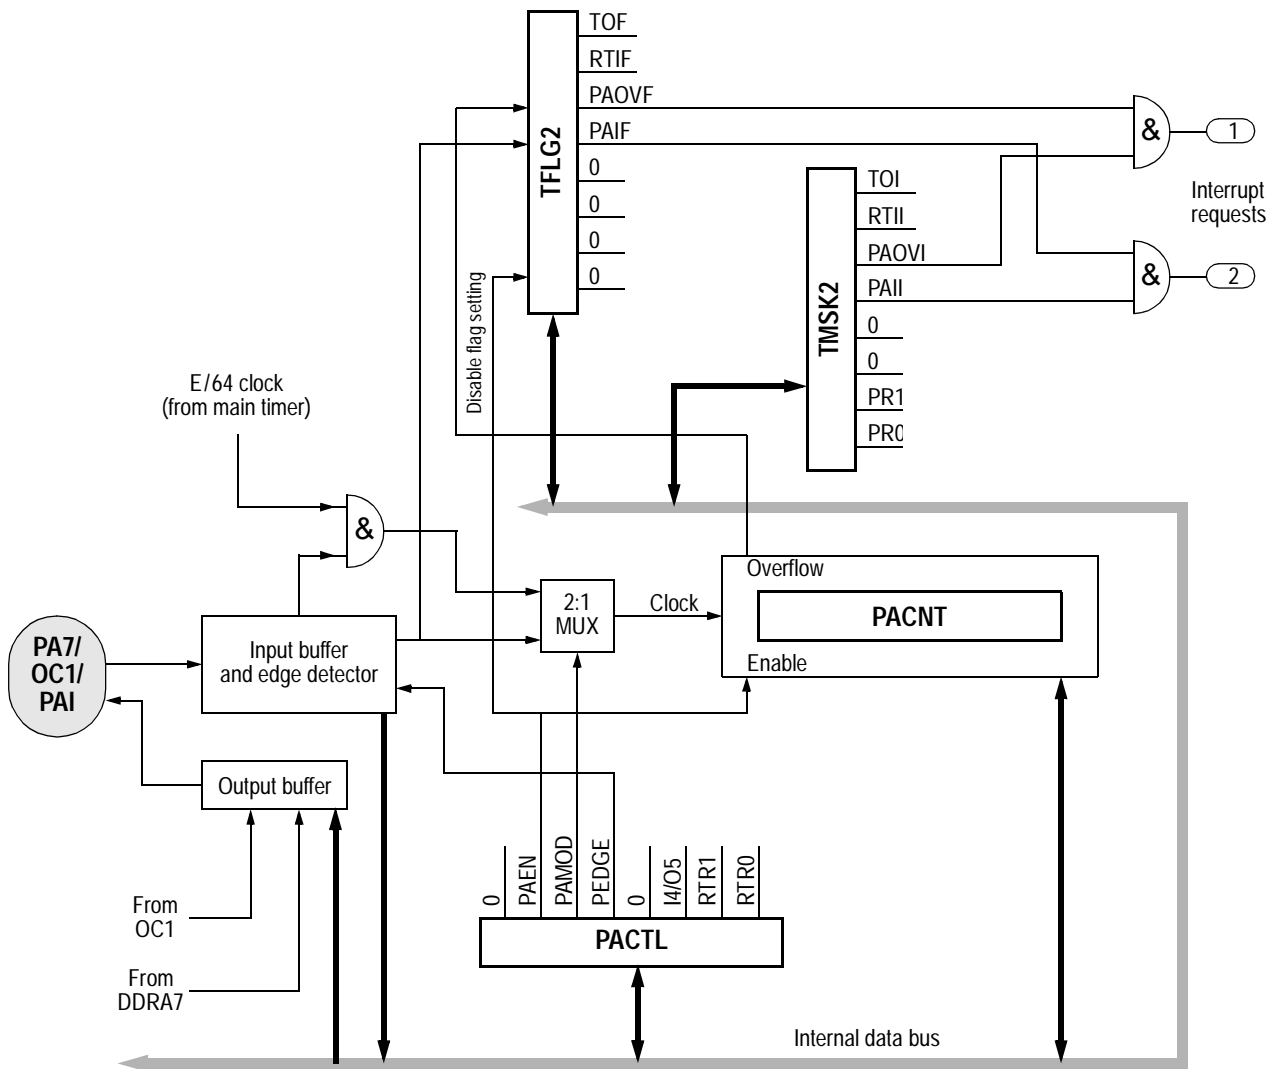 TOF
RTIF
PAOVF
PAIF
0
0
0
0
TFLG2
&
1
Interrupt
requests
&
2
TOI
RTII
PAOVI
PAII
0
0
PR1
PR0
TMSK2
Disable flag setting
E/64 clock
(from main timer)
&
2:1
MUX
Clock
Overflow
PACNT
Enable
PA7/
OC1/
PAI
Input buffer
and edge detector
Output buffer
From
OC1
From
DDRA7
0
PAEN
PAMOD
PEDGE
0
I4/O5
RTR1
RTR0
PACTL
Internal data bus